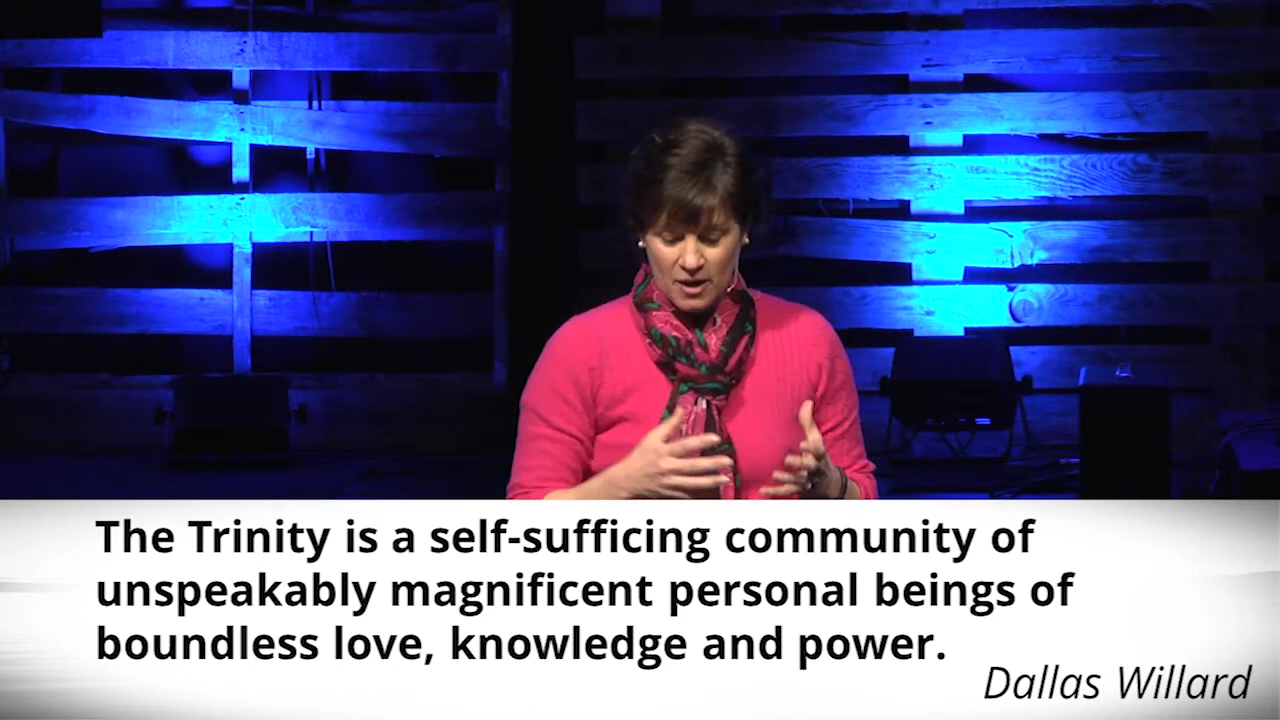 The Trinity is a self-sufficing community of
unspeakably magnificent personal beings of
boundless love, knowledge and power.
Dallas Willard